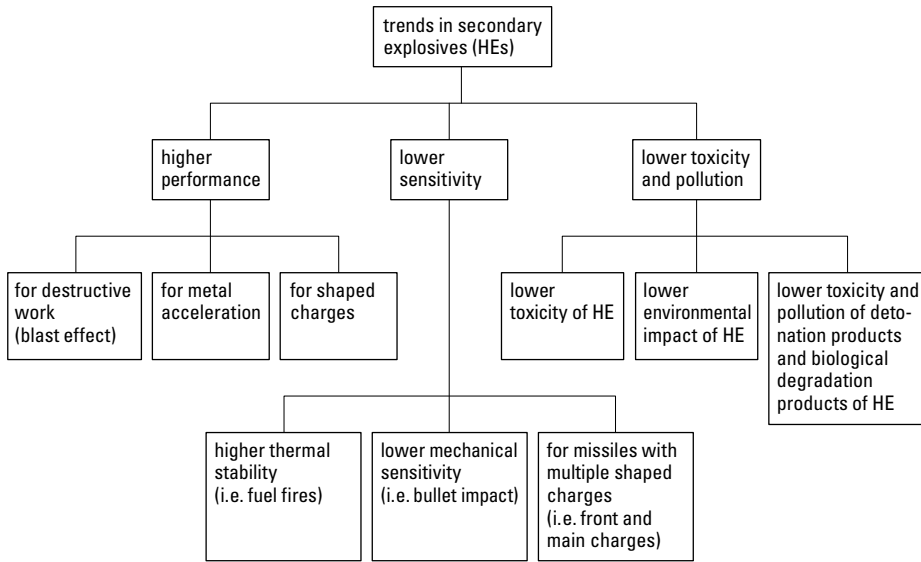 trends in secondary
explosives (HEs)
higher
performance
lower
sensitivity
lower toxicity
and pollution
for destructive
work
(blast effect)
for metal
acceleration
for shaped
charges
lower
toxicity of HE
lower
environmental
impact of HE
lower toxicity and
pollution of deto-
nation products
and biological
degradation
products of HE
higher thermal
stability
(i.e. fuel fires)
lower mechanical
sensitivity
(i.e. bullet impact)
for missiles with
multiple shaped
charges
(i.e. front and
main charges)